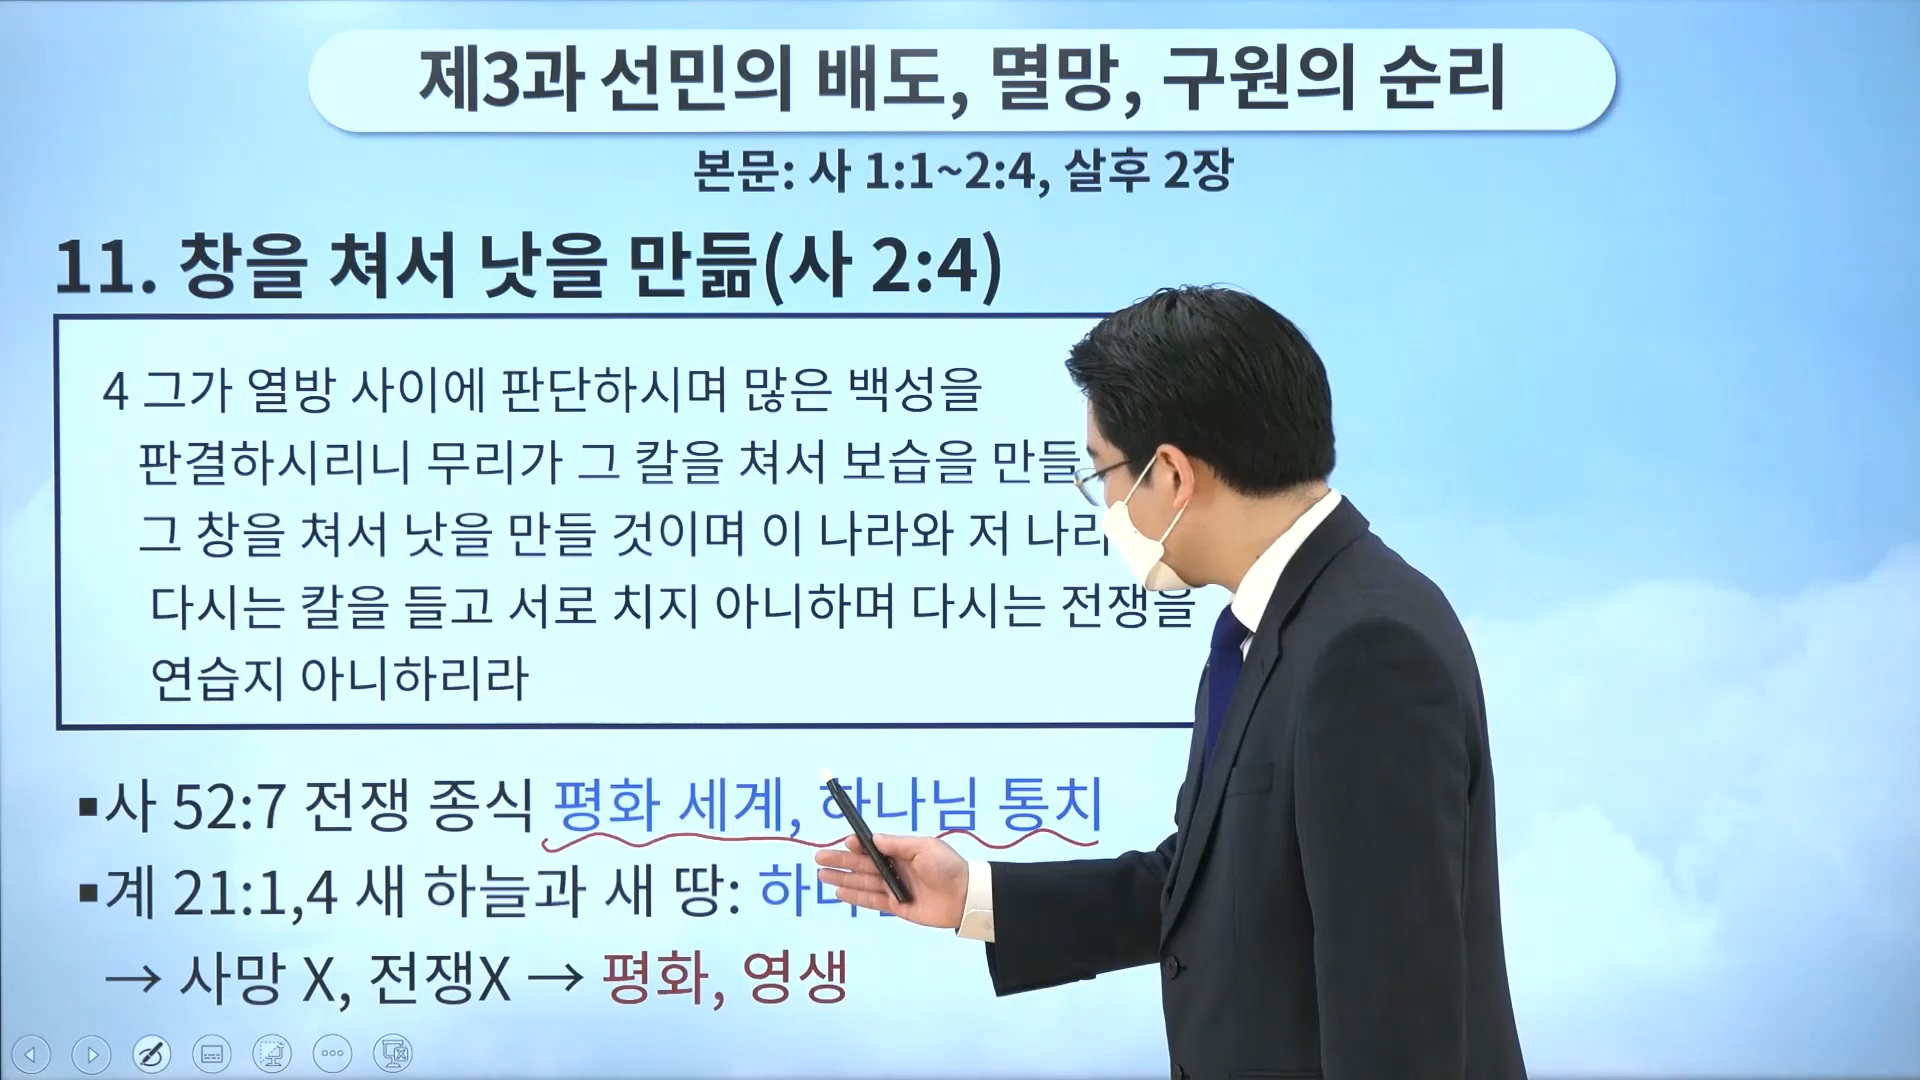 제3과 선민의 배도, 멸망, 구원의 순리
본문: 사 1:1~2:4, 살후 2장
11. 창을 쳐서 낫을 만듦(사 2:4)
4 그가 열방 사이에 판단하시며 많은 백성을
판결하시리니 무리가 그 칼을 쳐서 보습을 만들
그 창을 쳐서 낫을 만들 것이며 이 나라와 저 나라
다시는 칼을 들고 서로 치지 아니하며 다시는 전쟁을
연습지 아니하리라
▪사 52:7 전쟁 종식 평화 세계, 하나님 통치
▪계 21:1,4 새 하늘과 새 땅:
→ 사망 X, 전쟁X → 평화, 영생